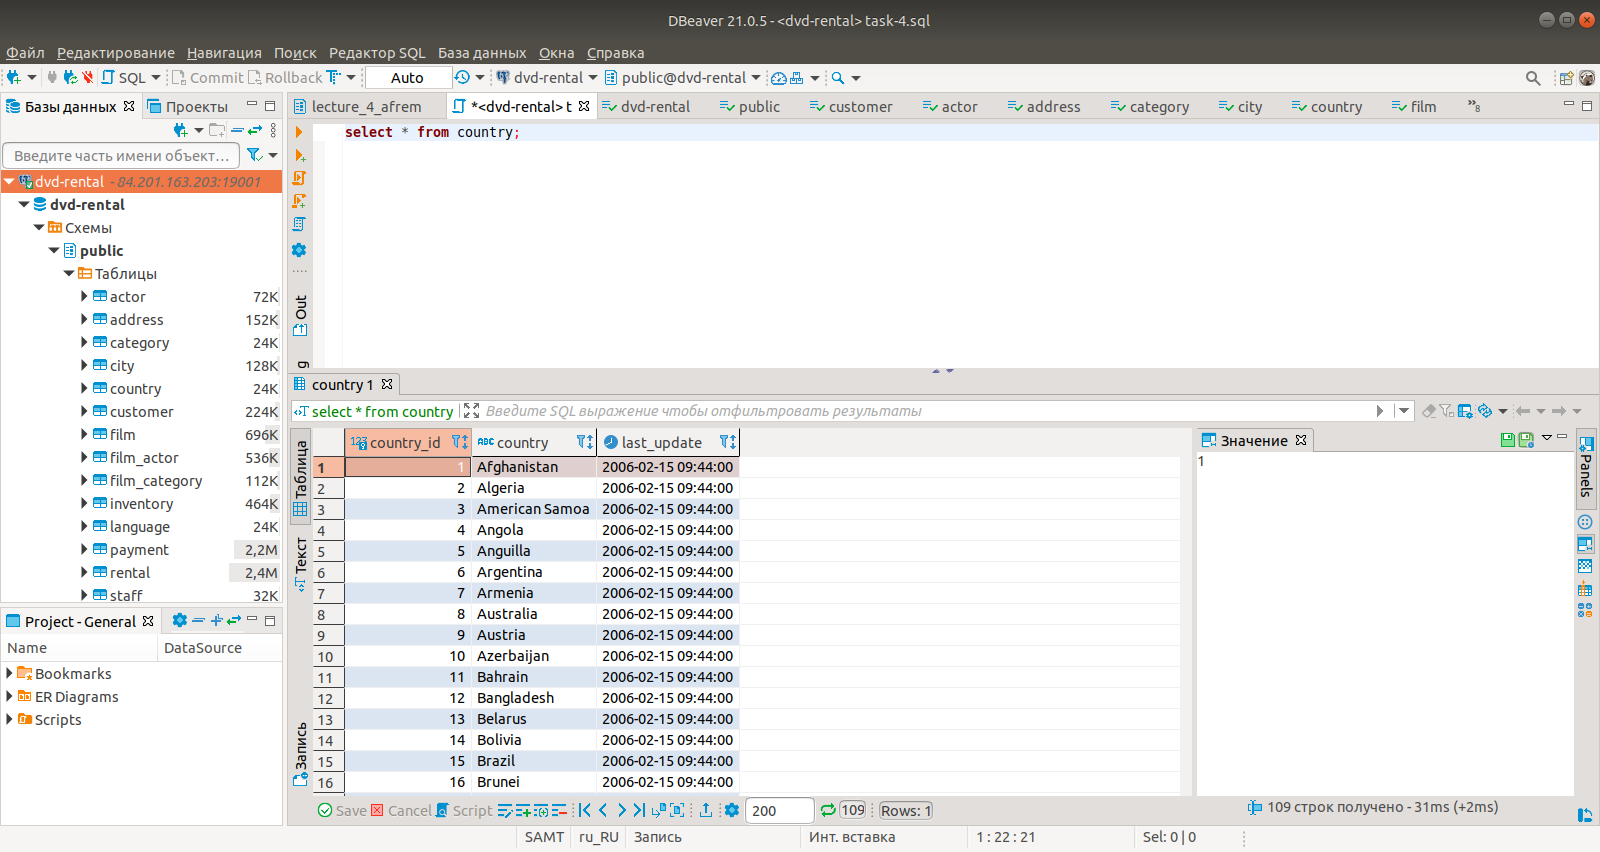 DBeaver 21.0.5 - <dvd-rental> task-4.sql
Файл Редактирование Навигация Поиск Редактор SQL База данных Окна Справка
SQL Commit Rollback Auto dvd-rental public@dvd-rental
Базы данных Проекты
lecture_4_afrem *<dvd-rental> t dvd-rental public customer actor address category city country film »8
Введите часть имени объект...
dvd-rental - 84.201.163.203:19001
dvd-rental
Схемы
public
Таблицы
actor 72K
address 152K
category 24K
city 128K
country 24K
customer 224K
film 696K
film_actor 536K
film_category 112K
inventory 464K
language 24K
payment 2,2M
rental 2,4M
staff 32K
Project - General
Name DataSource
Bookmarks
ER Diagrams
Scripts
select * from country;
Out
country 1
select * from country Введите SQL выражение чтобы отфильтровать результаты
Таблица
Текст
Запись
123 country_id ABC country last_update
1 1 Afghanistan 2006-02-15 09:44:00
2 2 Algeria 2006-02-15 09:44:00
3 3 American Samoa 2006-02-15 09:44:00
4 4 Angola 2006-02-15 09:44:00
5 5 Anguilla 2006-02-15 09:44:00
6 6 Argentina 2006-02-15 09:44:00
7 7 Armenia 2006-02-15 09:44:00
8 8 Australia 2006-02-15 09:44:00
9 9 Austria 2006-02-15 09:44:00
10 10 Azerbaijan 2006-02-15 09:44:00
11 11 Bahrain 2006-02-15 09:44:00
12 12 Bangladesh 2006-02-15 09:44:00
13 13 Belarus 2006-02-15 09:44:00
14 14 Bolivia 2006-02-15 09:44:00
15 15 Brazil 2006-02-15 09:44:00
16 16 Brunei 2006-02-15 09:44:00
Значение
1
Panels
Save Cancel Script 200 109 Rows: 1
109 строк получено - 31ms (+2ms)
SAMT ru_RU Запись Инт. вставка 1 : 22 : 21 Sel: 0 | 0